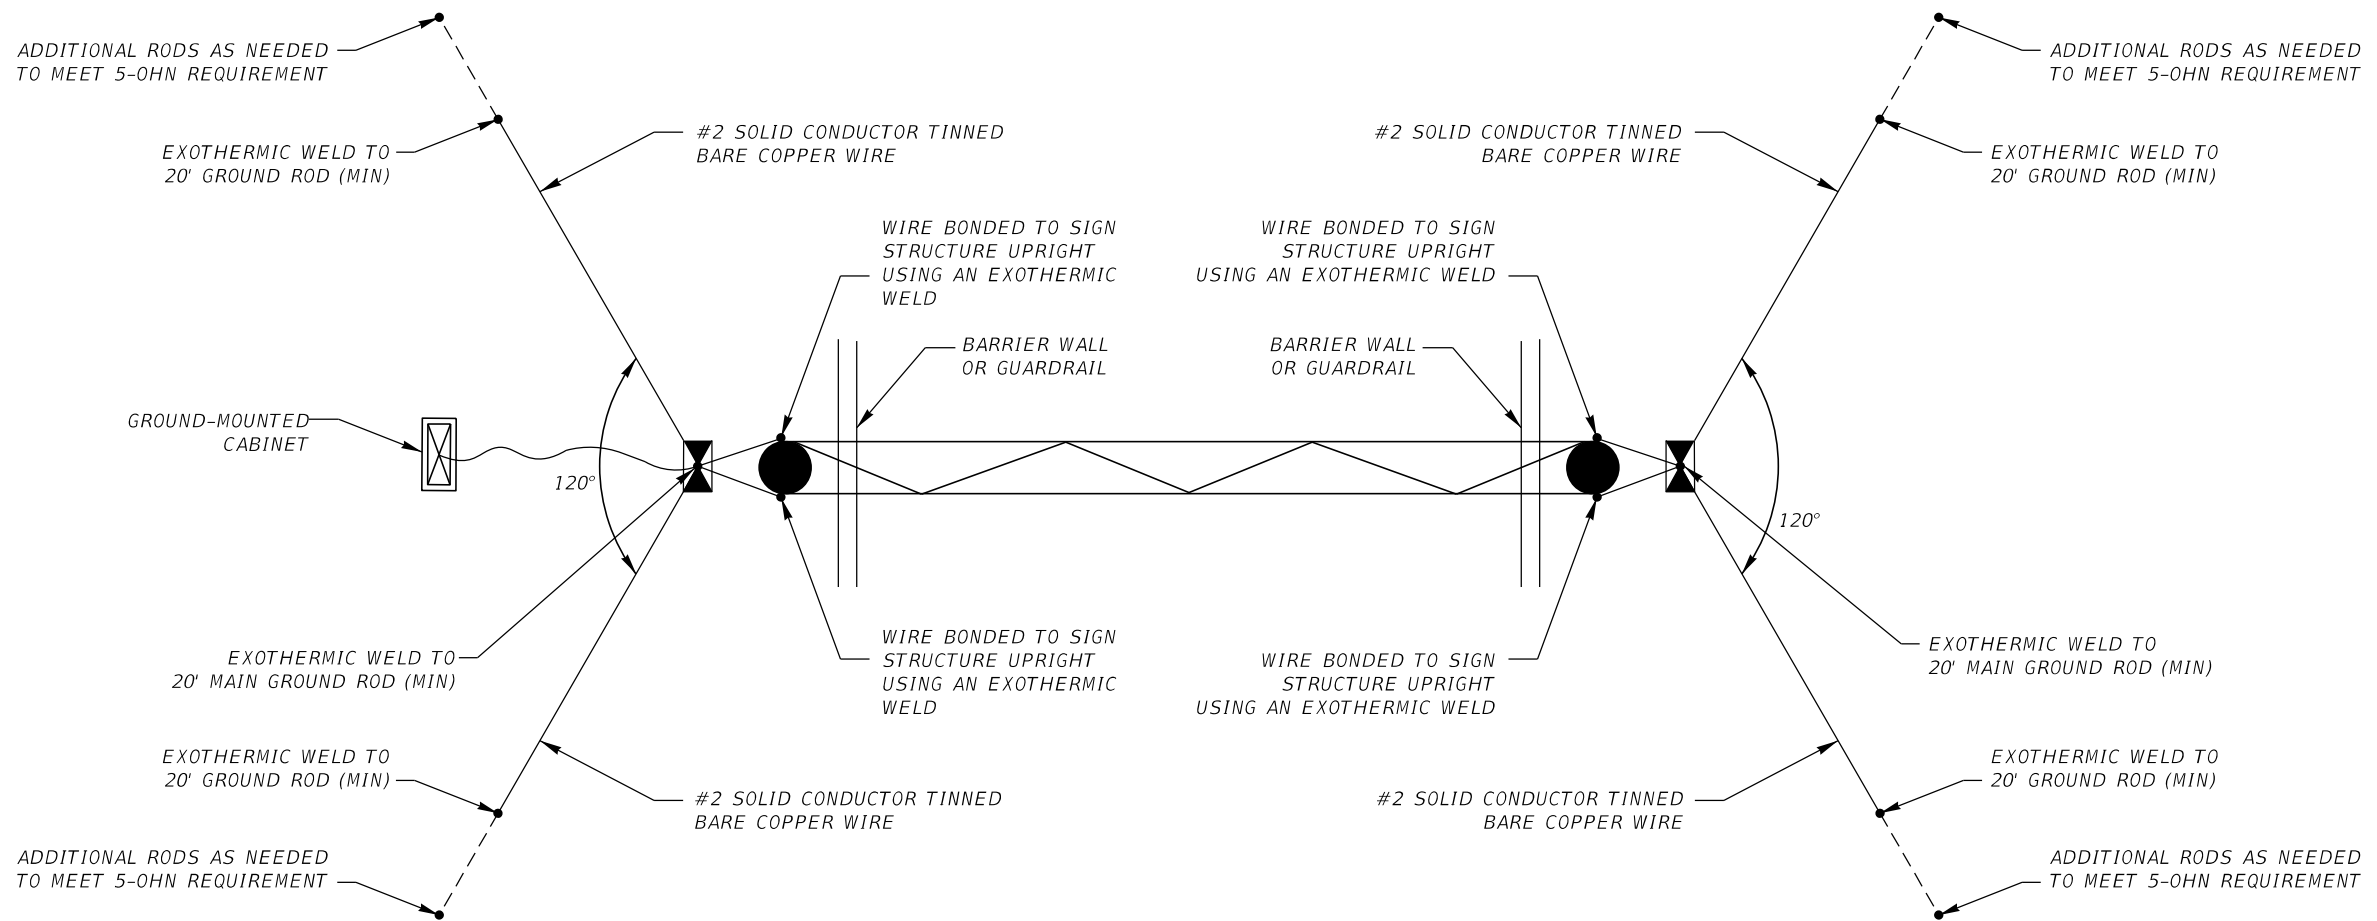 ADDITIONAL RODS AS NEEDED
TO MEET 5-OHN REQUIREMENT
ADDITIONAL RODS AS NEEDED
TO MEET 5-OHN REQUIREMENT
EXOTHERMIC WELD TO
20' GROUND ROD (MIN)
#2 SOLID CONDUCTOR TINNED
BARE COPPER WIRE
#2 SOLID CONDUCTOR TINNED
BARE COPPER WIRE
EXOTHERMIC WELD TO
20' GROUND ROD (MIN)
WIRE BONDED TO SIGN
STRUCTURE UPRIGHT
USING AN EXOTHERMIC
WELD
WIRE BONDED TO SIGN
STRUCTURE UPRIGHT
USING AN EXOTHERMIC WELD
BARRIER WALL
OR GUARDRAIL
BARRIER WALL
OR GUARDRAIL
GROUND-MOUNTED
CABINET
120°
120°
EXOTHERMIC WELD TO
20' MAIN GROUND ROD (MIN)
WIRE BONDED TO SIGN
STRUCTURE UPRIGHT
USING AN EXOTHERMIC
WELD
WIRE BONDED TO SIGN
STRUCTURE UPRIGHT
USING AN EXOTHERMIC WELD
EXOTHERMIC WELD TO
20' MAIN GROUND ROD (MIN)
EXOTHERMIC WELD TO
20' GROUND ROD (MIN)
#2 SOLID CONDUCTOR TINNED
BARE COPPER WIRE
#2 SOLID CONDUCTOR TINNED
BARE COPPER WIRE
EXOTHERMIC WELD TO
20' GROUND ROD (MIN)
ADDITIONAL RODS AS NEEDED
TO MEET 5-OHN REQUIREMENT
ADDITIONAL RODS AS NEEDED
TO MEET 5-OHN REQUIREMENT